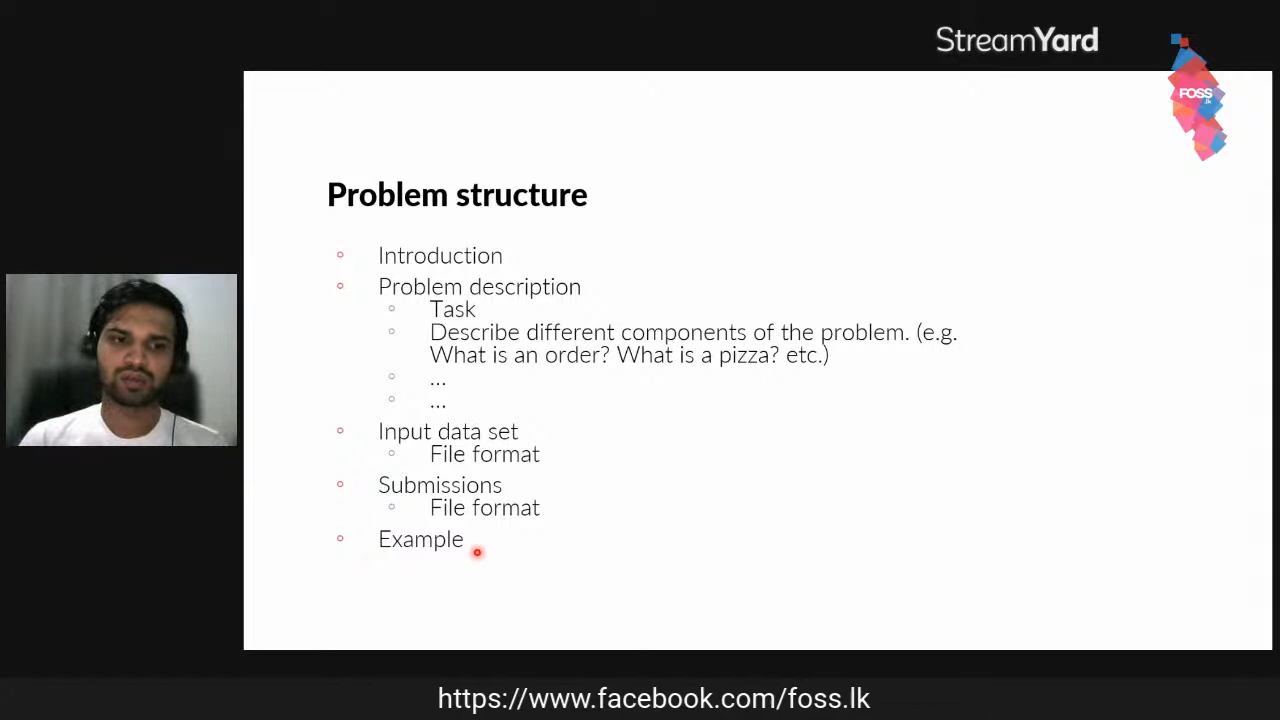 StreamYard
FOSS
.lk
Problem structure
Introduction
Problem description
Task
Describe different components of the problem. (e.g.
What is an order? What is a pizza? etc.)
...
...
Input data set
File format
Submissions
File format
Example
https://www.facebook.com/foss.lk